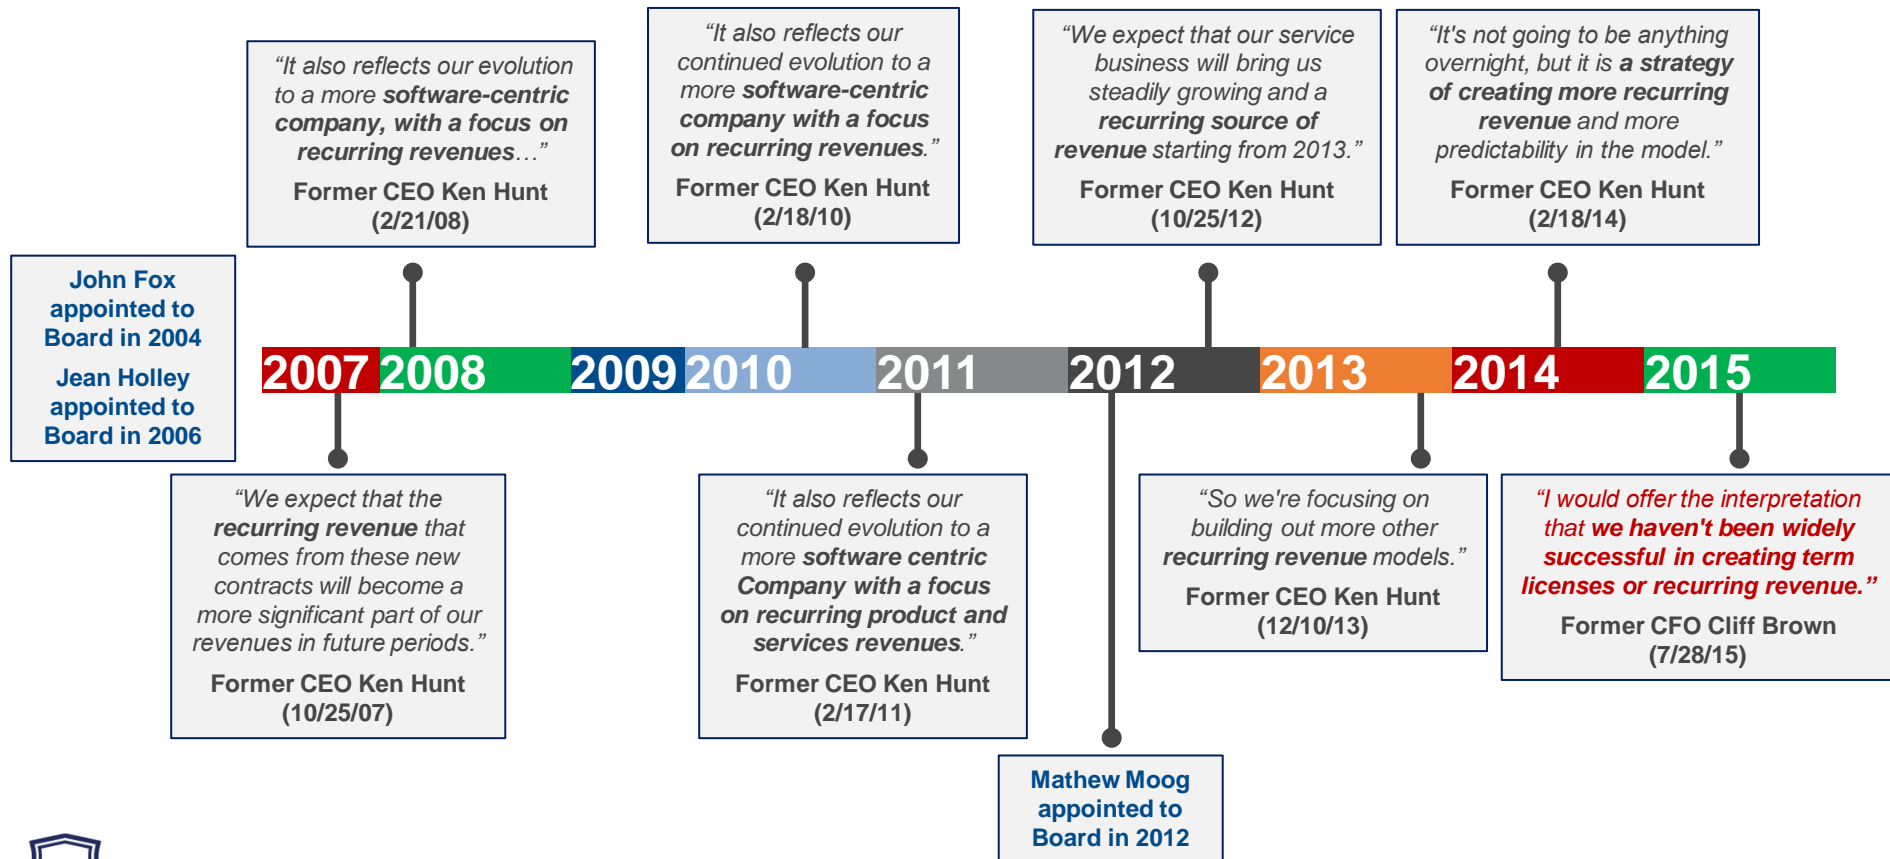 “It also reflects our evolution
to a more software-centric
company, with a focus on
recurring revenues…”
Former CEO Ken Hunt
(2/21/08)
“It also reflects our
continued evolution to a
more software-centric
company with a focus
on recurring revenues.”
Former CEO Ken Hunt
(2/18/10)
“We expect that our service
business will bring us
steadily growing and a
recurring source of
revenue starting from 2013.”
Former CEO Ken Hunt
(10/25/12)
“It's not going to be anything
overnight, but it is a strategy
of creating more recurring
revenue and more
predictability in the model.”
Former CEO Ken Hunt
(2/18/14)
John Fox
appointed to
Board in 2004
Jean Holley
appointed to
Board in 2006
2007 2008 2009 2010 2011 2012 2013 2014 2015
“We expect that the
recurring revenue that
comes from these new
contracts will become a
more significant part of our
revenues in future periods.”
Former CEO Ken Hunt
(10/25/07)
“It also reflects our
continued evolution to a
more software centric
Company with a focus
on recurring product and
services revenues.”
Former CEO Ken Hunt
(2/17/11)
“So we're focusing on
building out more other
recurring revenue models.”
Former CEO Ken Hunt
(12/10/13)
“I would offer the interpretation
that we haven't been widely
successful in creating term
licenses or recurring revenue.”
Former CFO Cliff Brown
(7/28/15)
Mathew Moog
appointed to
Board in 2012